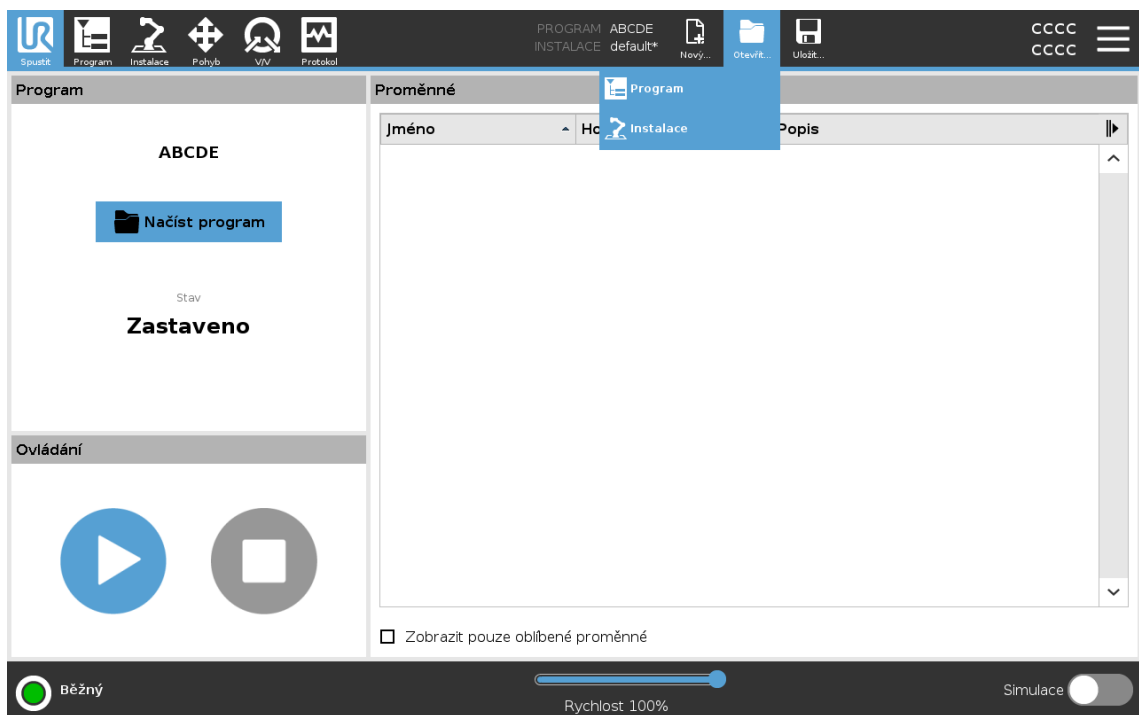 Spustit
Program
Instalace
Pohyb
V/V
Protokol
PROGRAM ABCDE
INSTALACE default*
Nový...
Otevřít...
Uložit...
CCCC
CCCC
Program
Instalace
Program
ABCDE
Načíst program
Stav
Zastaveno
Ovládání
Proměnné
Jméno
Popis
Zobrazit pouze oblíbené proměnné
Běžný
Rychlost 100%
Simulace